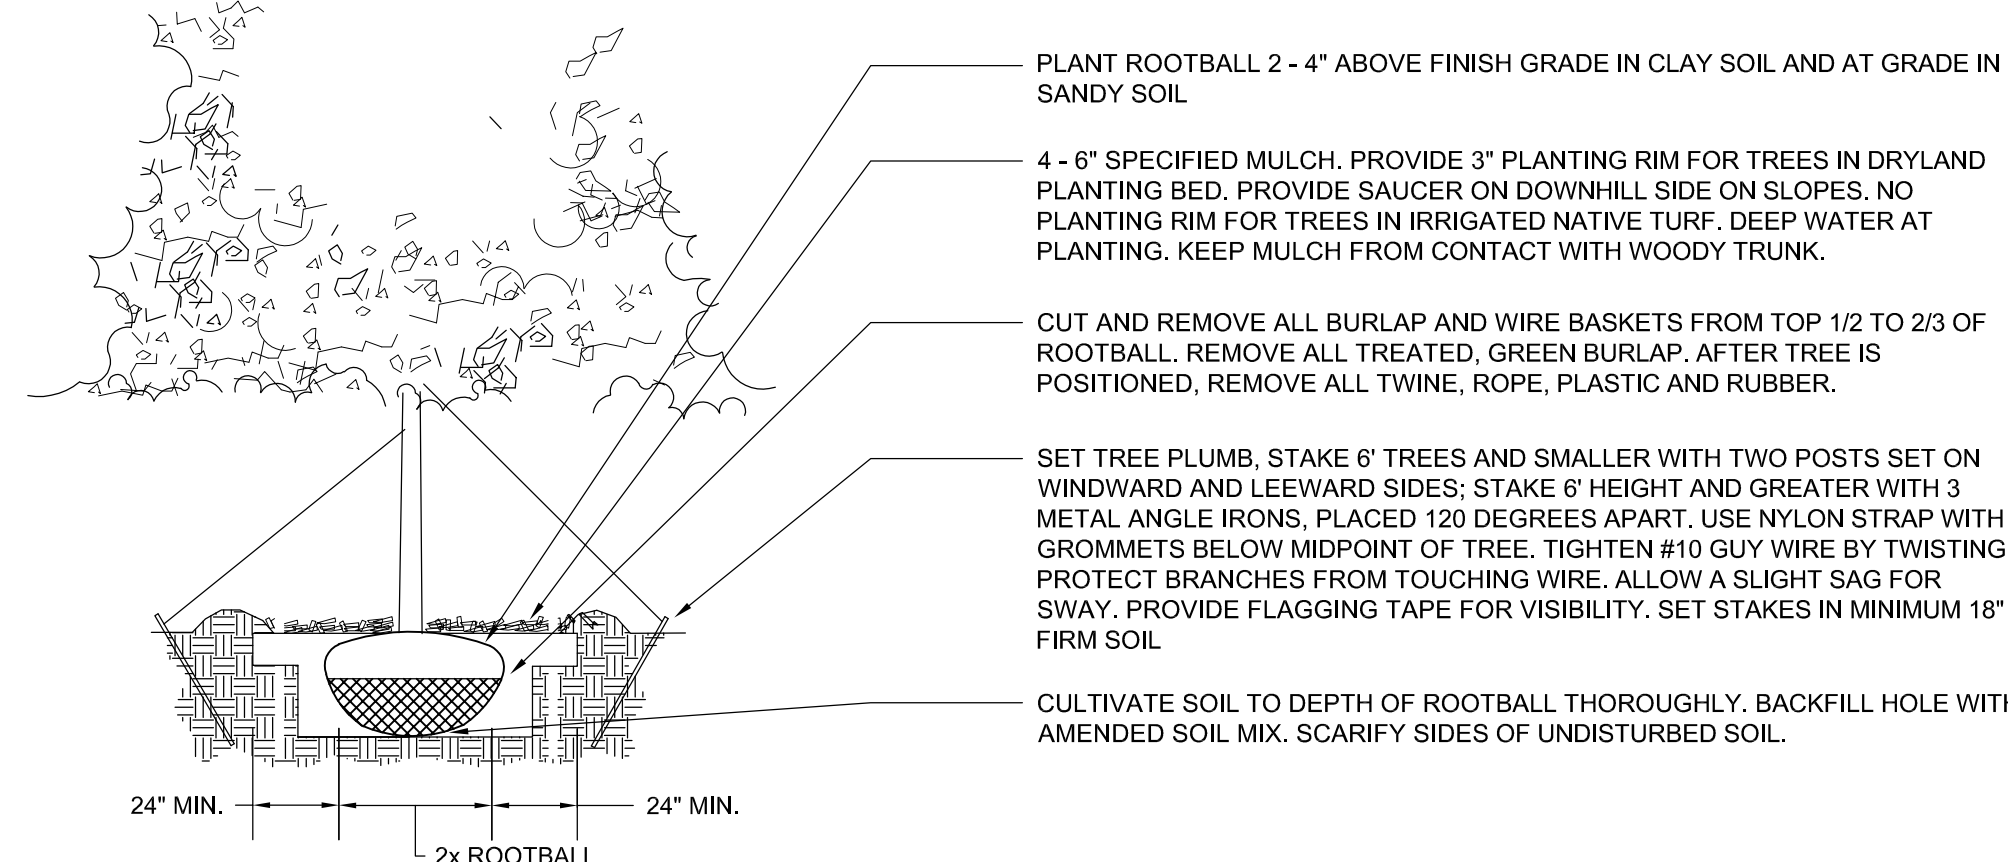 PLANT ROOTBALL 2 - 4" ABOVE FINISH GRADE IN CLAY SOIL AND AT GRADE IN
SANDY SOIL
4 - 6" SPECIFIED MULCH. PROVIDE 3" PLANTING RIM FOR TREES IN DRYLAND
PLANTING BED. PROVIDE SAUCER ON DOWNHILL SIDE ON SLOPES. NO
PLANTING RIM FOR TREES IN IRRIGATED NATIVE TURF. DEEP WATER AT
PLANTING. KEEP MULCH FROM CONTACT WITH WOODY TRUNK.
CUT AND REMOVE ALL BURLAP AND WIRE BASKETS FROM TOP 1/2 TO 2/3 OF
ROOTBALL. REMOVE ALL TREATED, GREEN BURLAP. AFTER TREE IS
POSITIONED, REMOVE ALL TWINE, ROPE, PLASTIC AND RUBBER.
SET TREE PLUMB, STAKE 6' TREES AND SMALLER WITH TWO POSTS SET ON
WINDWARD AND LEEWARD SIDES; STAKE 6' HEIGHT AND GREATER WITH 3
METAL ANGLE IRONS, PLACED 120 DEGREES APART. USE NYLON STRAP WITH
GROMMETS BELOW MIDPOINT OF TREE. TIGHTEN #10 GUY WIRE BY TWISTING
PROTECT BRANCHES FROM TOUCHING WIRE. ALLOW A SLIGHT SAG FOR
SWAY. PROVIDE FLAGGING TAPE FOR VISIBILITY. SET STAKES IN MINIMUM 18"
FIRM SOIL
CULTIVATE SOIL TO DEPTH OF ROOTBALL THOROUGHLY. BACKFILL HOLE WITH
AMENDED SOIL MIX. SCARIFY SIDES OF UNDISTURBED SOIL.
24" MIN.
24" MIN.
2x ROOTBALL